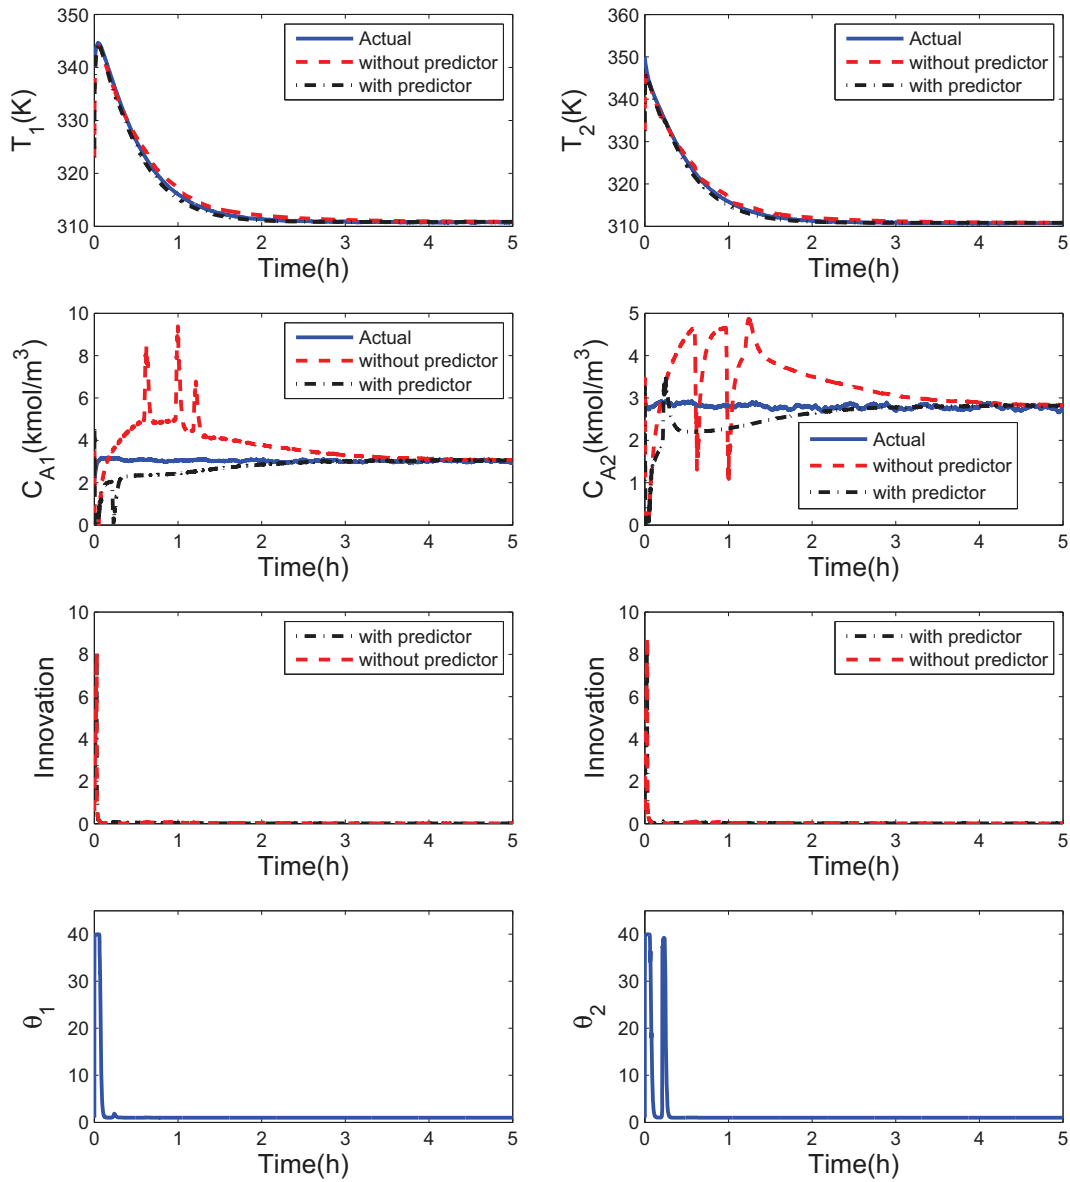 350
340
330
320
310
T1(K)
Actual
without predictor
with predictor
0 1 2 3 4 5
Time(h)
360
350
340
330
320
310
T2(K)
Actual
without predictor
with predictor
0 1 2 3 4 5
Time(h)
10
8
6
4
2
0
CA1(kmol/m3)
Actual
without predictor
with predictor
0 1 2 3 4 5
Time(h)
5
4
3
2
1
0
CA2(kmol/m3)
Actual
without predictor
with predictor
0 1 2 3 4 5
Time(h)
10
8
6
4
2
0
Innovation
with predictor
without predictor
0 1 2 3 4 5
Time(h)
10
8
6
4
2
0
Innovation
with predictor
without predictor
0 1 2 3 4 5
Time(h)
40
30
20
10
0
θ1
0 1 2 3 4 5
Time(h)
40
30
20
10
0
θ2
0 1 2 3 4 5
Time(h)